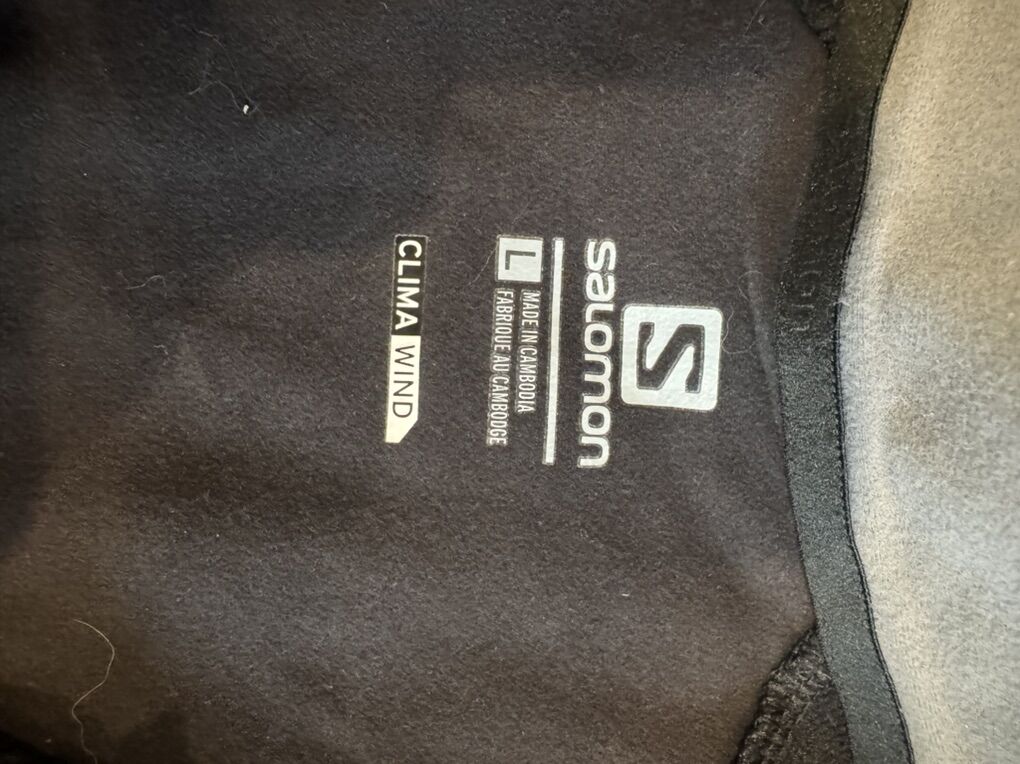 S
salomon
L MADE IN CAMBODIA
FABRIQUE AU CAMBODGE
CLIMA WIND